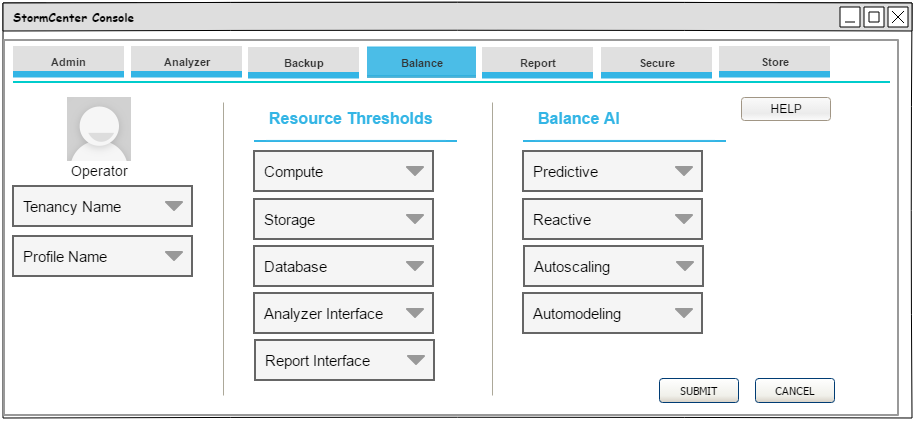 StormCenter Console
Admin
Analyzer
Backup
Balance
Report
Secure
Store
Operator
Tenancy Name
Profile Name
Resource Thresholds
Compute
Storage
Database
Analyzer Interface
Report Interface
Balance AI
Predictive
Reactive
Autoscaling
Automodeling
HELP
SUBMIT
CANCEL